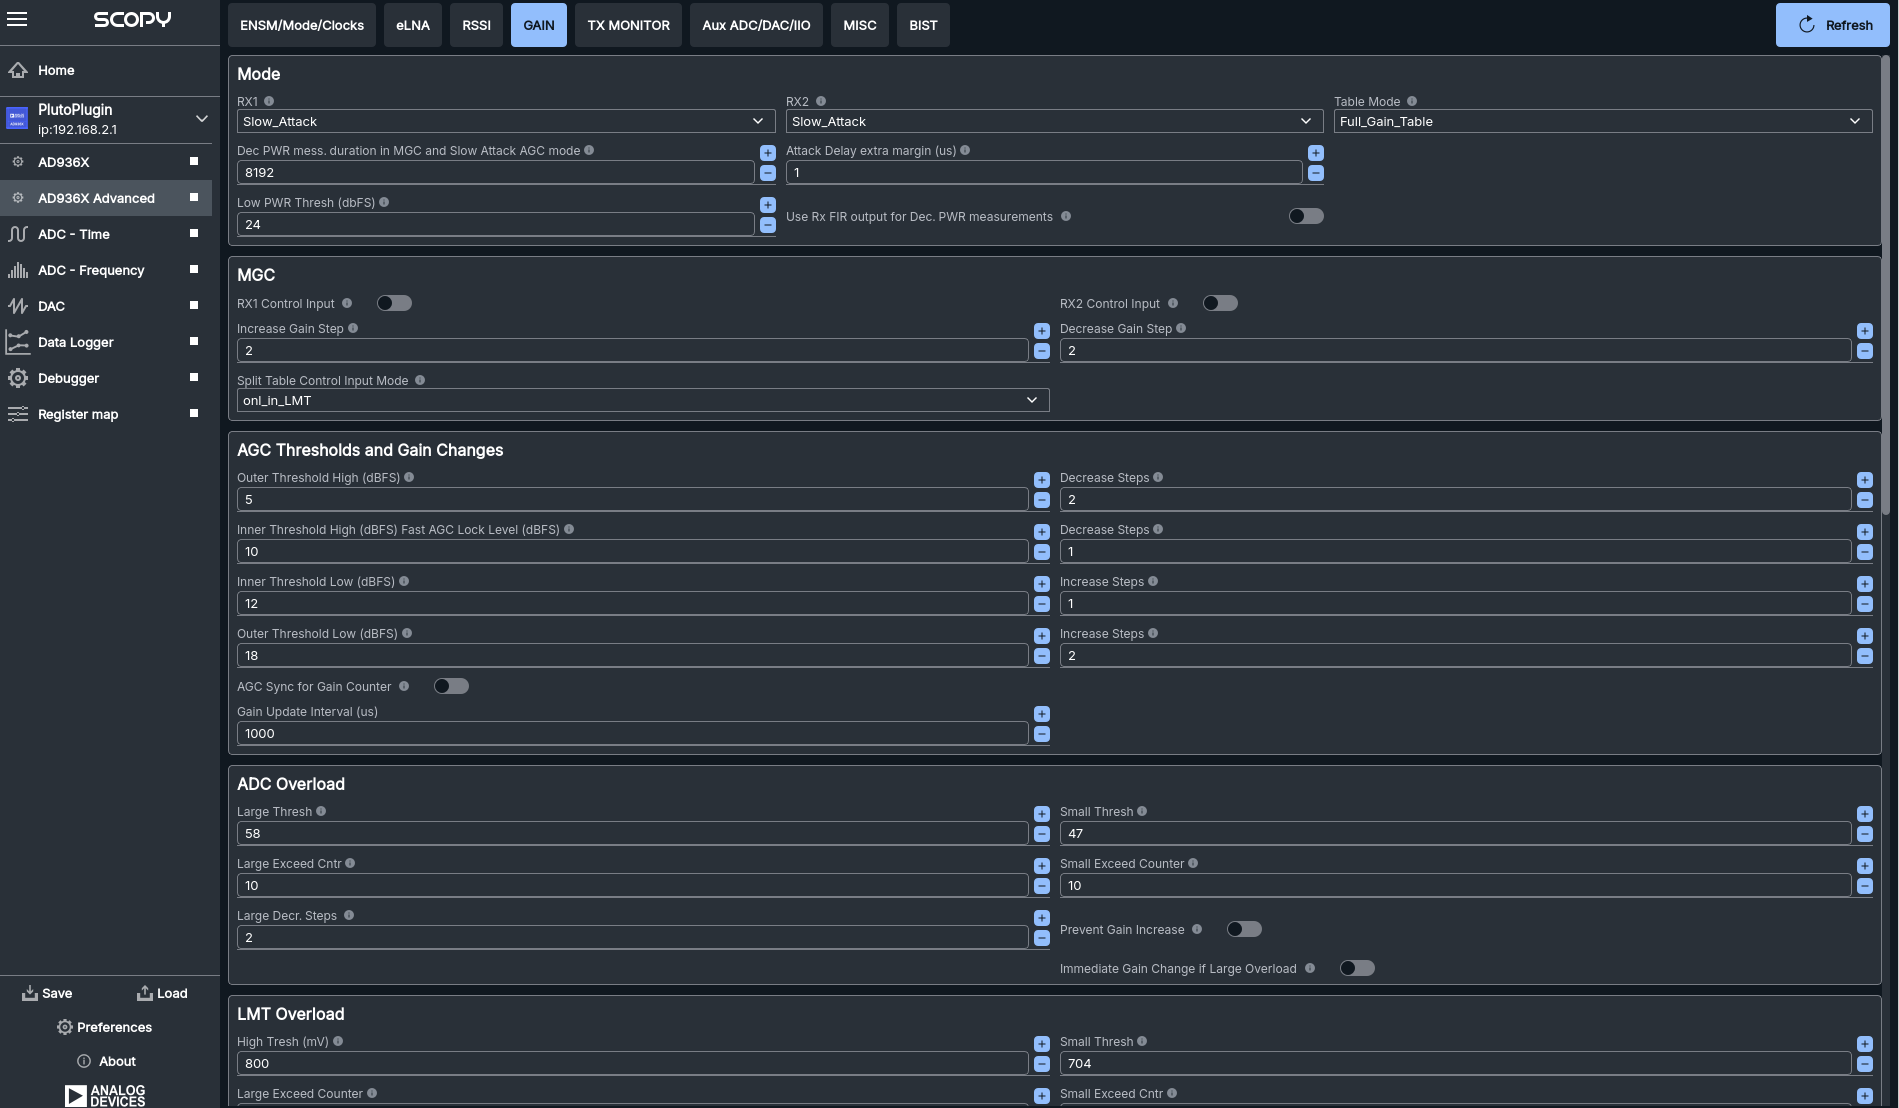 SCOPY
Home
PlutoPlugin
ip:192.168.2.1
AD936X
AD936X Advanced
ADC - Time
ADC - Frequency
DAC
Data Logger
Debugger
Register map
Save
Load
Preferences
About
ANALOG
DEVICES
ENSM/Mode/Clocks
eLNA
RSSI
GAIN
TX MONITOR
Aux ADC/DAC/IIO
MISC
BIST
Refresh
Mode
RX1
Slow_Attack
RX2
Slow_Attack
Table Mode
Full_Gain_Table
Dec PWR mess. duration in MGC and Slow Attack AGC mode
8192
Attack Delay extra margin (us)
1
Low PWR Thresh (dbFS)
24
Use Rx FIR output for Dec. PWR measurements
MGC
RX1 Control Input
RX2 Control Input
Increase Gain Step
2
Decrease Gain Step
2
Split Table Control Input Mode
onl_in_LMT
AGC Thresholds and Gain Changes
Outer Threshold High (dBFS)
5
Decrease Steps
2
Inner Threshold High (dBFS) Fast AGC Lock Level (dBFS)
10
Decrease Steps
1
Inner Threshold Low (dBFS)
12
Increase Steps
1
Outer Threshold Low (dBFS)
18
Increase Steps
2
AGC Sync for Gain Counter
Gain Update Interval (us)
1000
ADC Overload
Large Thresh
58
Small Thresh
47
Large Exceed Cntr
10
Small Exceed Counter
10
Large Decr. Steps
2
Prevent Gain Increase
Immediate Gain Change if Large Overload
LMT Overload
High Tresh (mV)
800
Small Thresh
704
Large Exceed Counter
Small Exceed Cntr